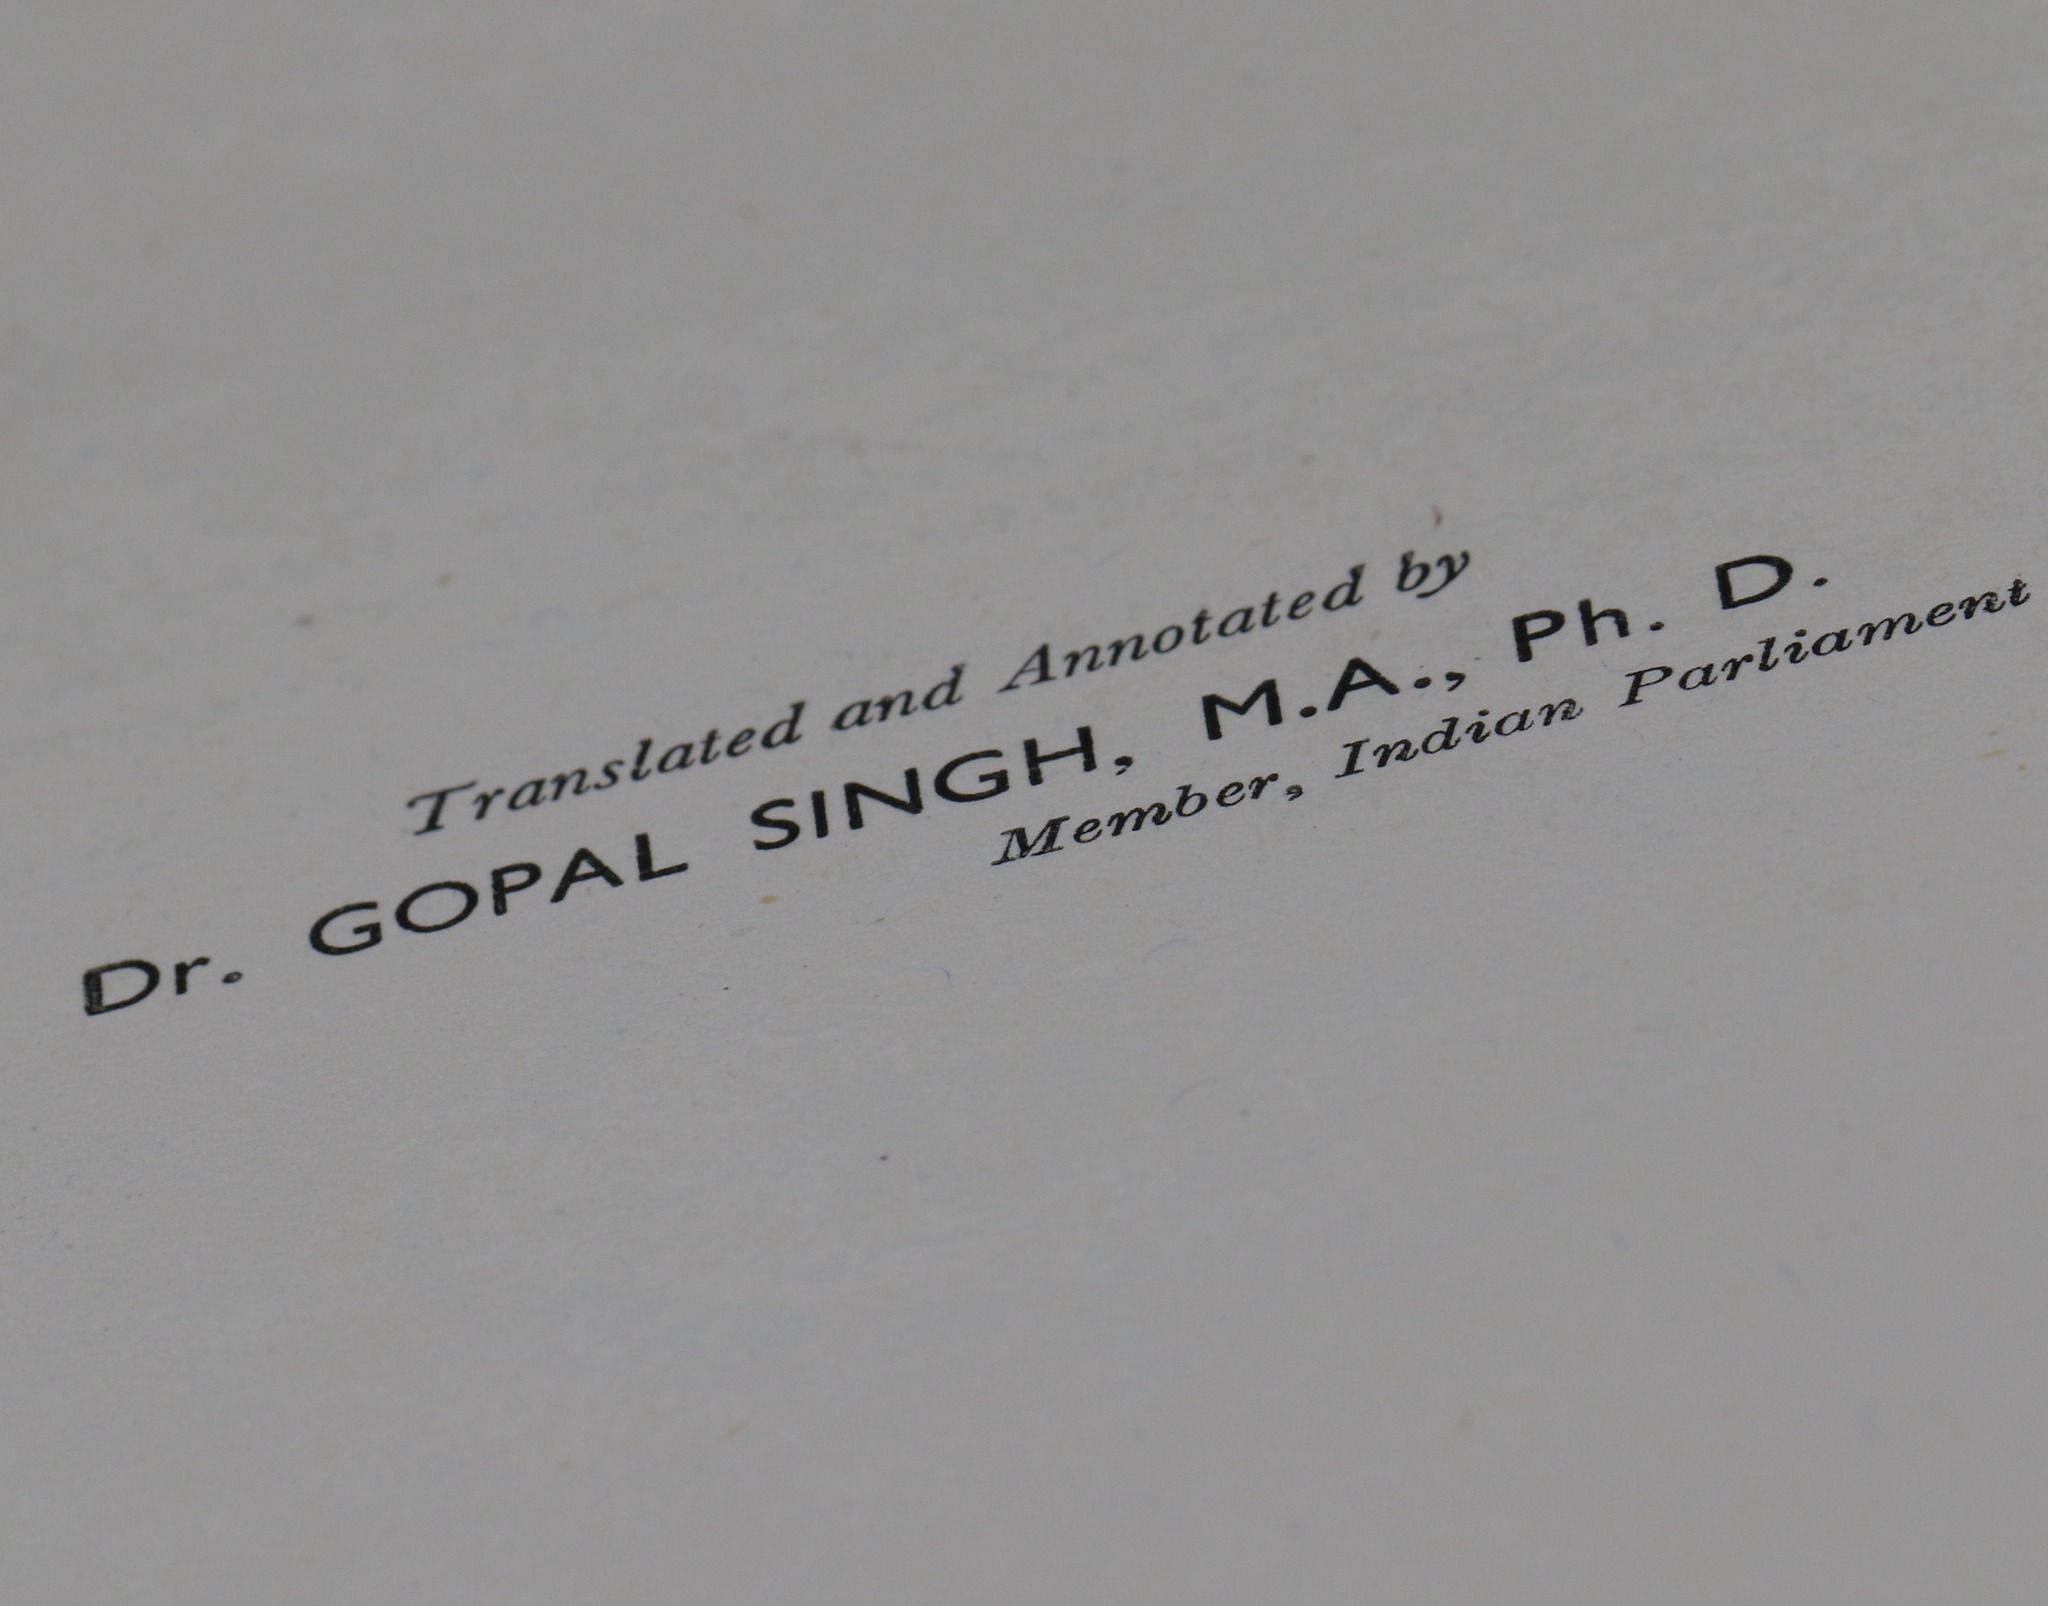 Translated and Annotated by
Dr. GOPAL SINGH, M.A., Ph. D.
Member, Indian Parliament